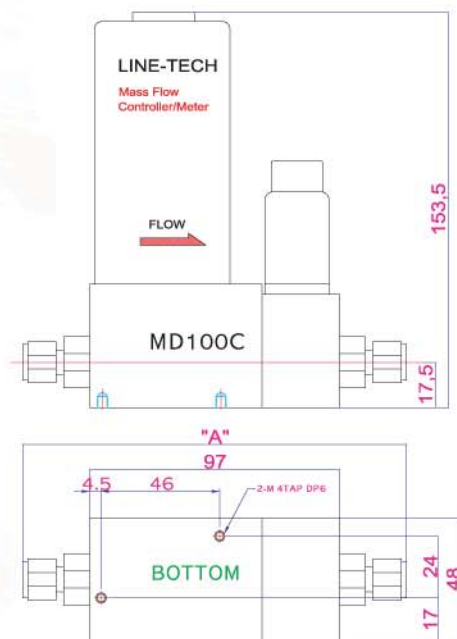 LINE-TECH
Mass Flow
Controller/Meter
FLOW
153,5
MD100C
17,5
"A"
97
4.5
46
2-M 4TAP DP6
BOTTOM
24
48
17